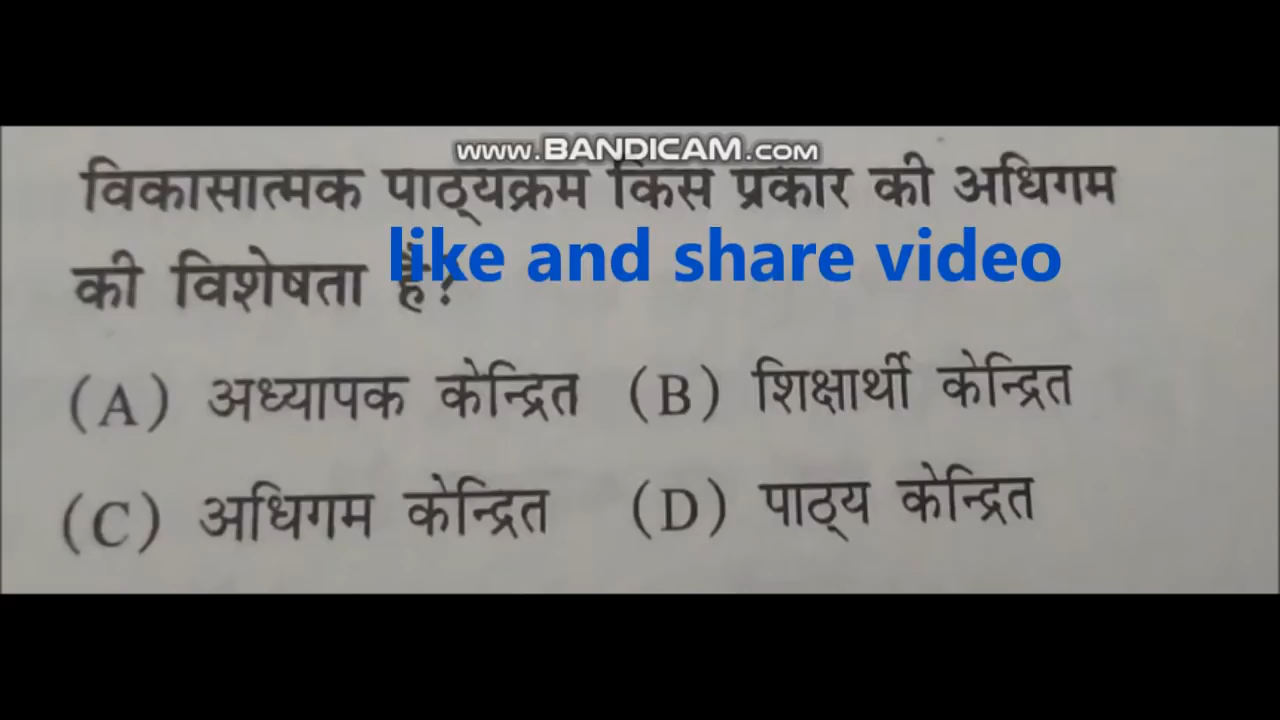 www.BANDICAM.com
विकासात्मक पाठ्यक्रम किस प्रकार की अधिगम
like and share video
की विशेषता है?
(A) अध्यापक केन्द्रित (B) शिक्षार्थी केन्द्रित
(C) अधिगम केन्द्रित (D) पाठ्य केन्द्रित